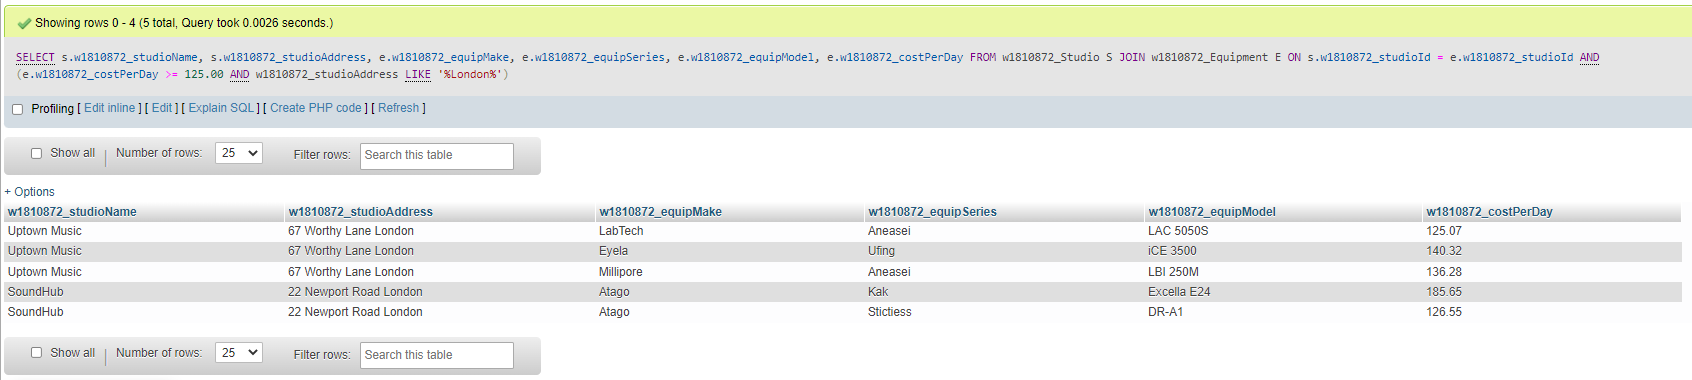 Showing rows 0 - 4 (5 total, Query took 0.0026 seconds.)
SELECT s.w1810872_studioName, s.w1810872_studioAddress, e.w1810872_equipMake, e.w1810872_equipSeries, e.w1810872_equipModel, e.w1810872_costPerDay FROM w1810872_Studio S JOIN w1810872_Equipment E ON s.w1810872_studioId = e.w1810872_studioId AND
(e.w1810872_costPerDay >= 125.00 AND w1810872_studioAddress LIKE '%London%')
Profiling [ Edit inline ] [ Edit ] [ Explain SQL ] [ Create PHP code ] [ Refresh ]
Show all Number of rows: 25 Filter rows: Search this table
+ Options
w1810872_studioName w1810872_studioAddress w1810872_equipMake w1810872_equipSeries w1810872_equipModel w1810872_costPerDay
Uptown Music 67 Worthy Lane London LabTech Aneasei LAC 5050S 125.07
Uptown Music 67 Worthy Lane London Eyela Ufing iCE 3500 140.32
Uptown Music 67 Worthy Lane London Millipore Aneasei LBI 250M 136.28
SoundHub 22 Newport Road London Atago Kak Excella E24 185.65
SoundHub 22 Newport Road London Atago Stictiess DR-A1 126.55
Show all Number of rows: 25 Filter rows: Search this table